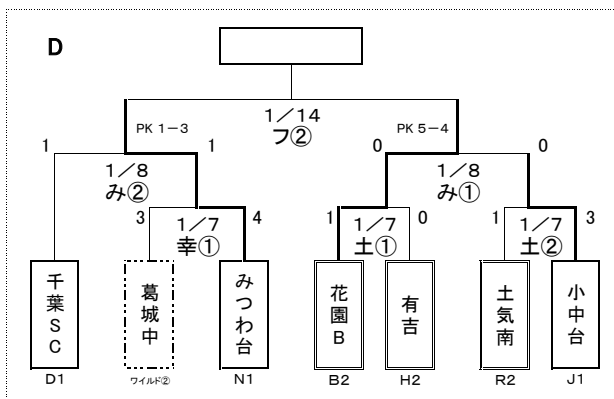 D
1/14
フ②
PK 1-3
PK 5-4
1
1
0
0
1/8
み②
1/8
み①
3
4
1
0
1
3
1/7
幸①
1/7
土①
1/7
土②
千葉SC
葛城中
みつわ台
花園B
有吉
土気南
小中台
D1
ワイルド②
N1
B2
H2
R2
J1